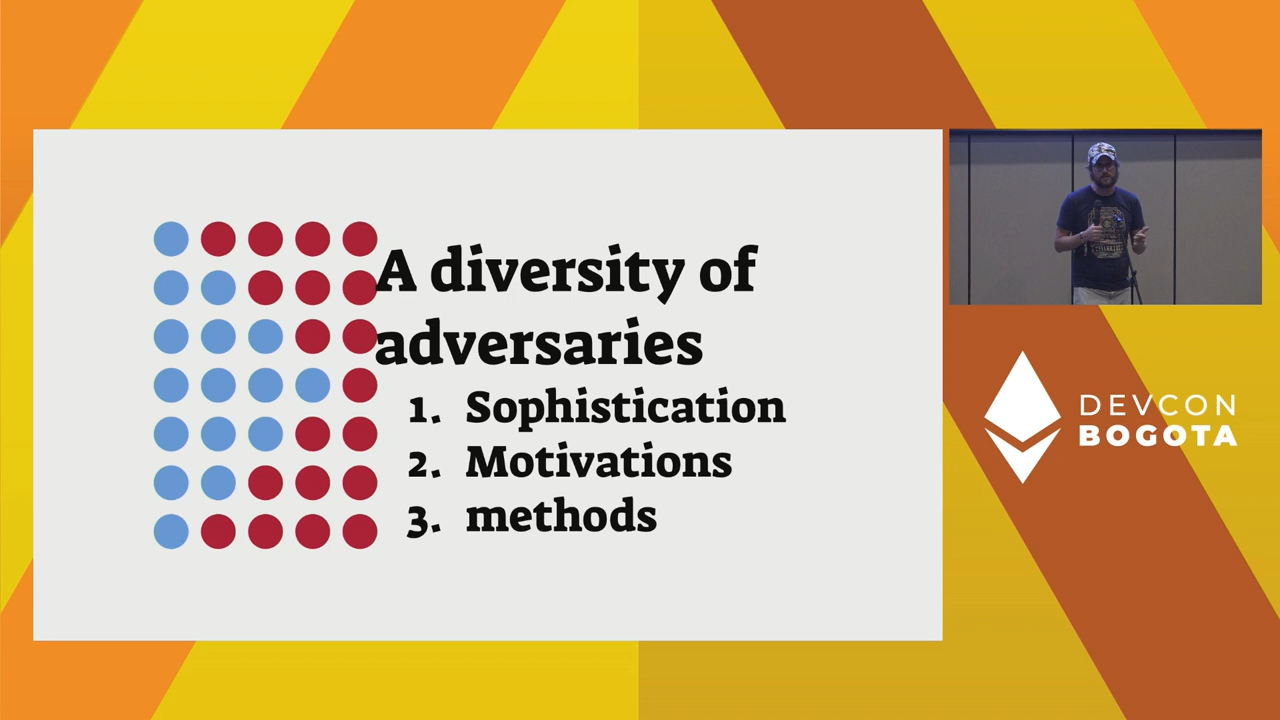 A diversity of
adversaries
1. Sophistication
2. Motivations
3. methods
DEVCON
BOGOTA